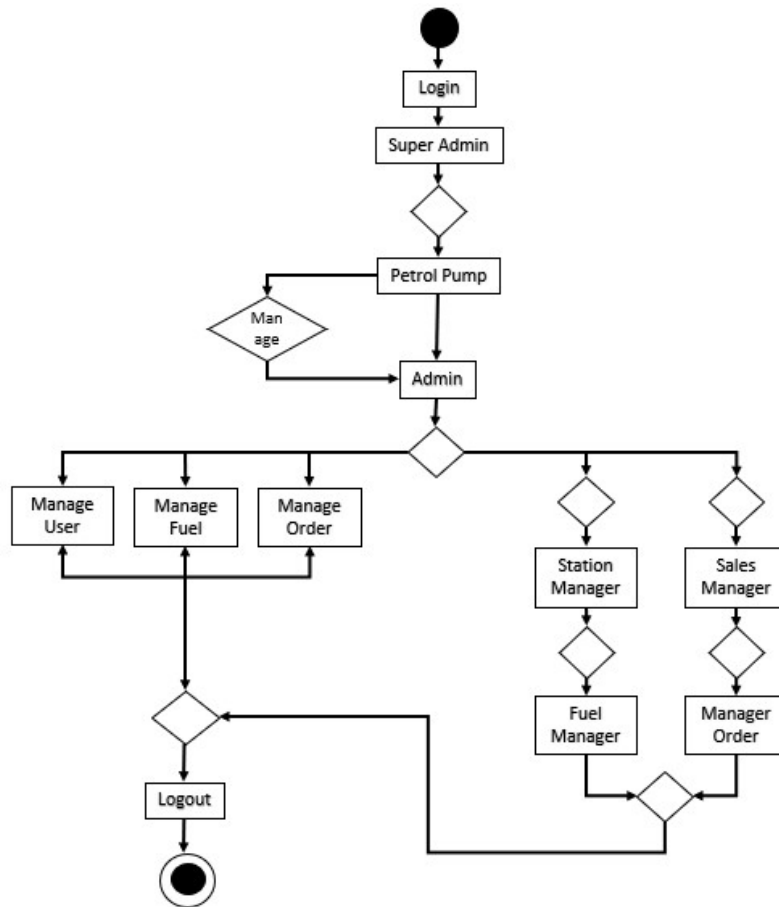 Login
Super Admin
Petrol Pump
Man
age
Admin
Manage
User
Manage
Fuel
Manage
Order
Station
Manager
Sales
Manager
Fuel
Manager
Manager
Order
Logout